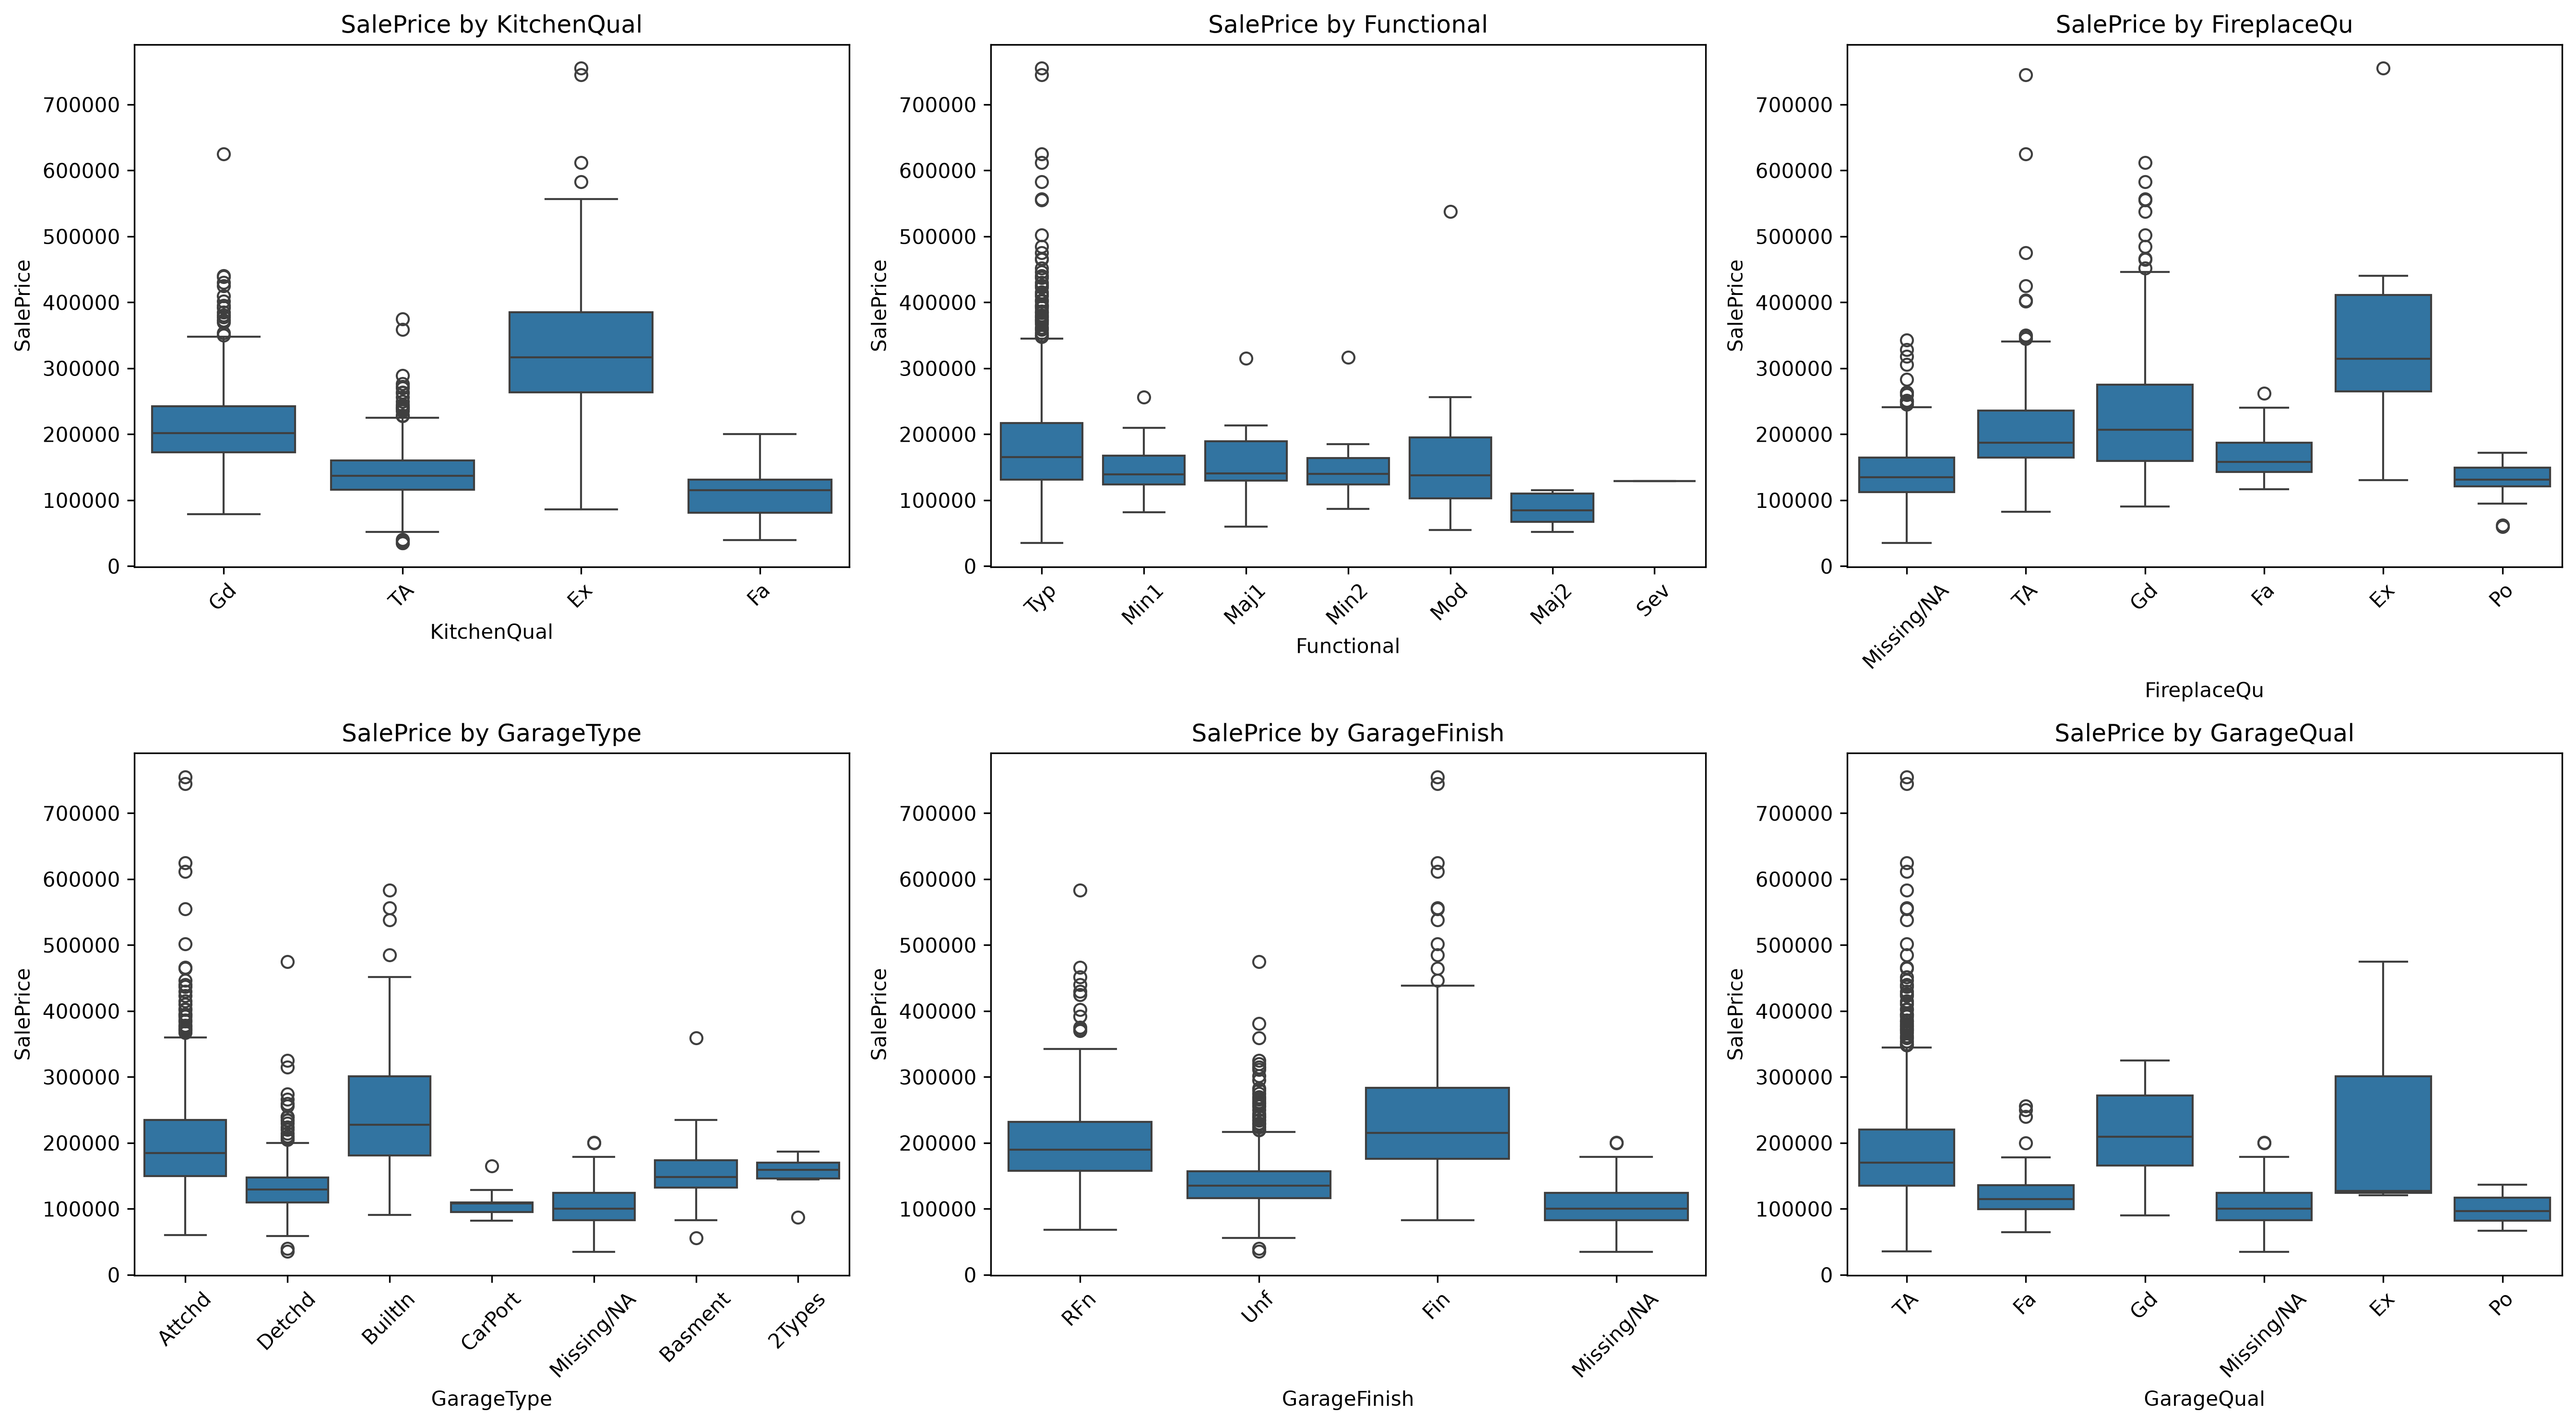 SalePrice by KitchenQual
700000
600000
500000
400000
300000
200000
100000
0
SalePrice
Gd
TA
Ex
Fa
KitchenQual
SalePrice by Functional
700000
600000
500000
400000
300000
200000
100000
0
SalePrice
Typ
Min1
Maj1
Min2
Mod
Maj2
Sev
Functional
SalePrice by FireplaceQu
700000
600000
500000
400000
300000
200000
100000
0
SalePrice
Missing/NA
TA
Gd
Fa
Ex
Po
FireplaceQu
SalePrice by GarageType
700000
600000
500000
400000
300000
200000
100000
0
SalePrice
Attchd
Detchd
BuiltIn
CarPort
Missing/NA
Basment
2Types
GarageType
SalePrice by GarageFinish
700000
600000
500000
400000
300000
200000
100000
0
SalePrice
RFn
Unf
Fin
Missing/NA
GarageFinish
SalePrice by GarageQual
700000
600000
500000
400000
300000
200000
100000
0
SalePrice
TA
Fa
Gd
Missing/NA
Ex
Po
GarageQual